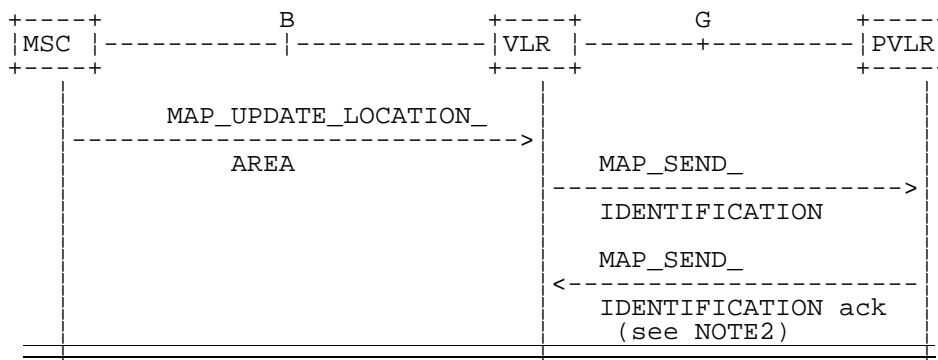 B G
MSC VLR PVLR
MAP_UPDATE_LOCATION_
AREA MAP_SEND_
IDENTIFICATION
MAP_SEND_
IDENTIFICATION ack
(see NOTE2)